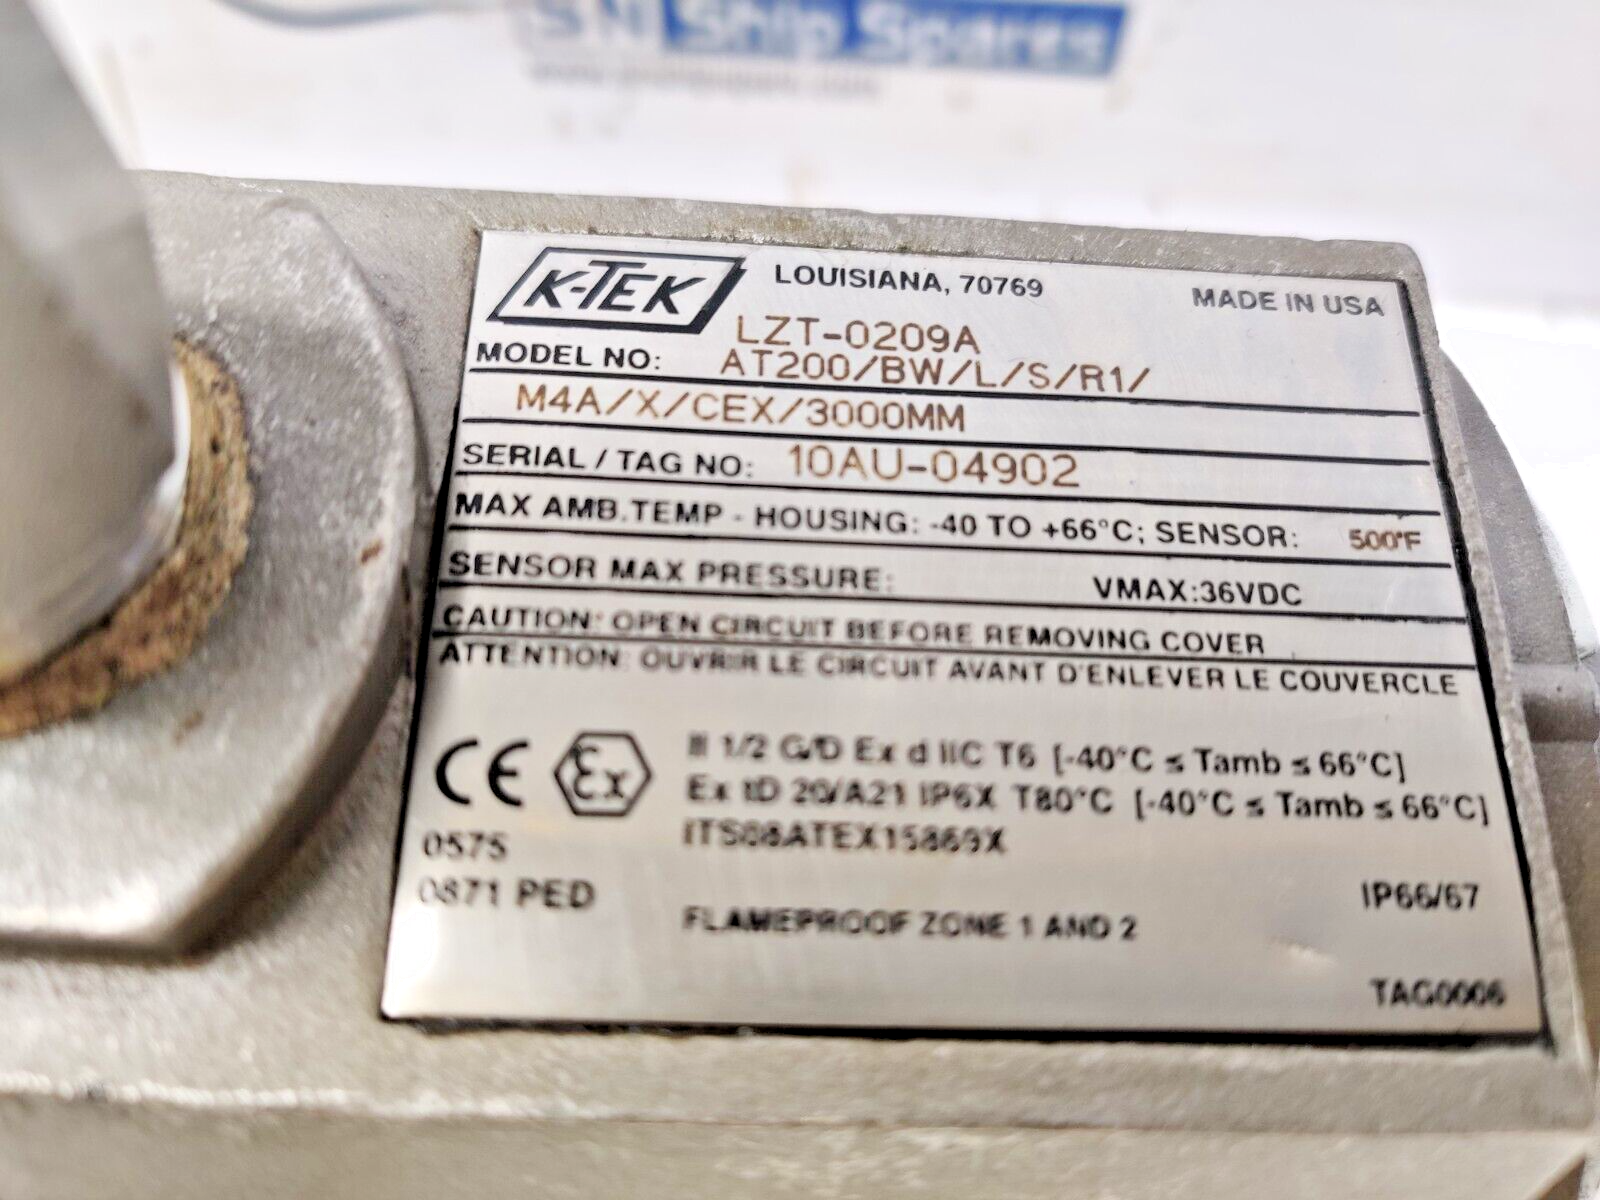 S N Ship Spares
K-TEK
LOUISIANA, 70769
MADE IN USA
LZT-0209A
MODEL NO: AT200/BW/L/S/R1/
M4A/X/CEX/3000MM
SERIAL / TAG NO: 10AU-04902
MAX AMB.TEMP - HOUSING: -40 TO +66°C; SENSOR: 500°F
SENSOR MAX PRESSURE: VMAX:36VDC
CAUTION: OPEN CIRCUIT BEFORE REMOVING COVER
ATTENTION: OUVRIR LE CIRCUIT AVANT D'ENLEVER LE COUVERCLE
CE Ex II 1/2 G/D Ex d IIC T6 [-40°C ≤ Tamb ≤ 66°C]
Ex tD 20/A21 IP6X T80°C [-40°C ≤ Tamb ≤ 66°C]
0575 ITS08ATEX15869X
0871 PED IP66/67
FLAMEPROOF ZONE 1 AND 2
TAG0006